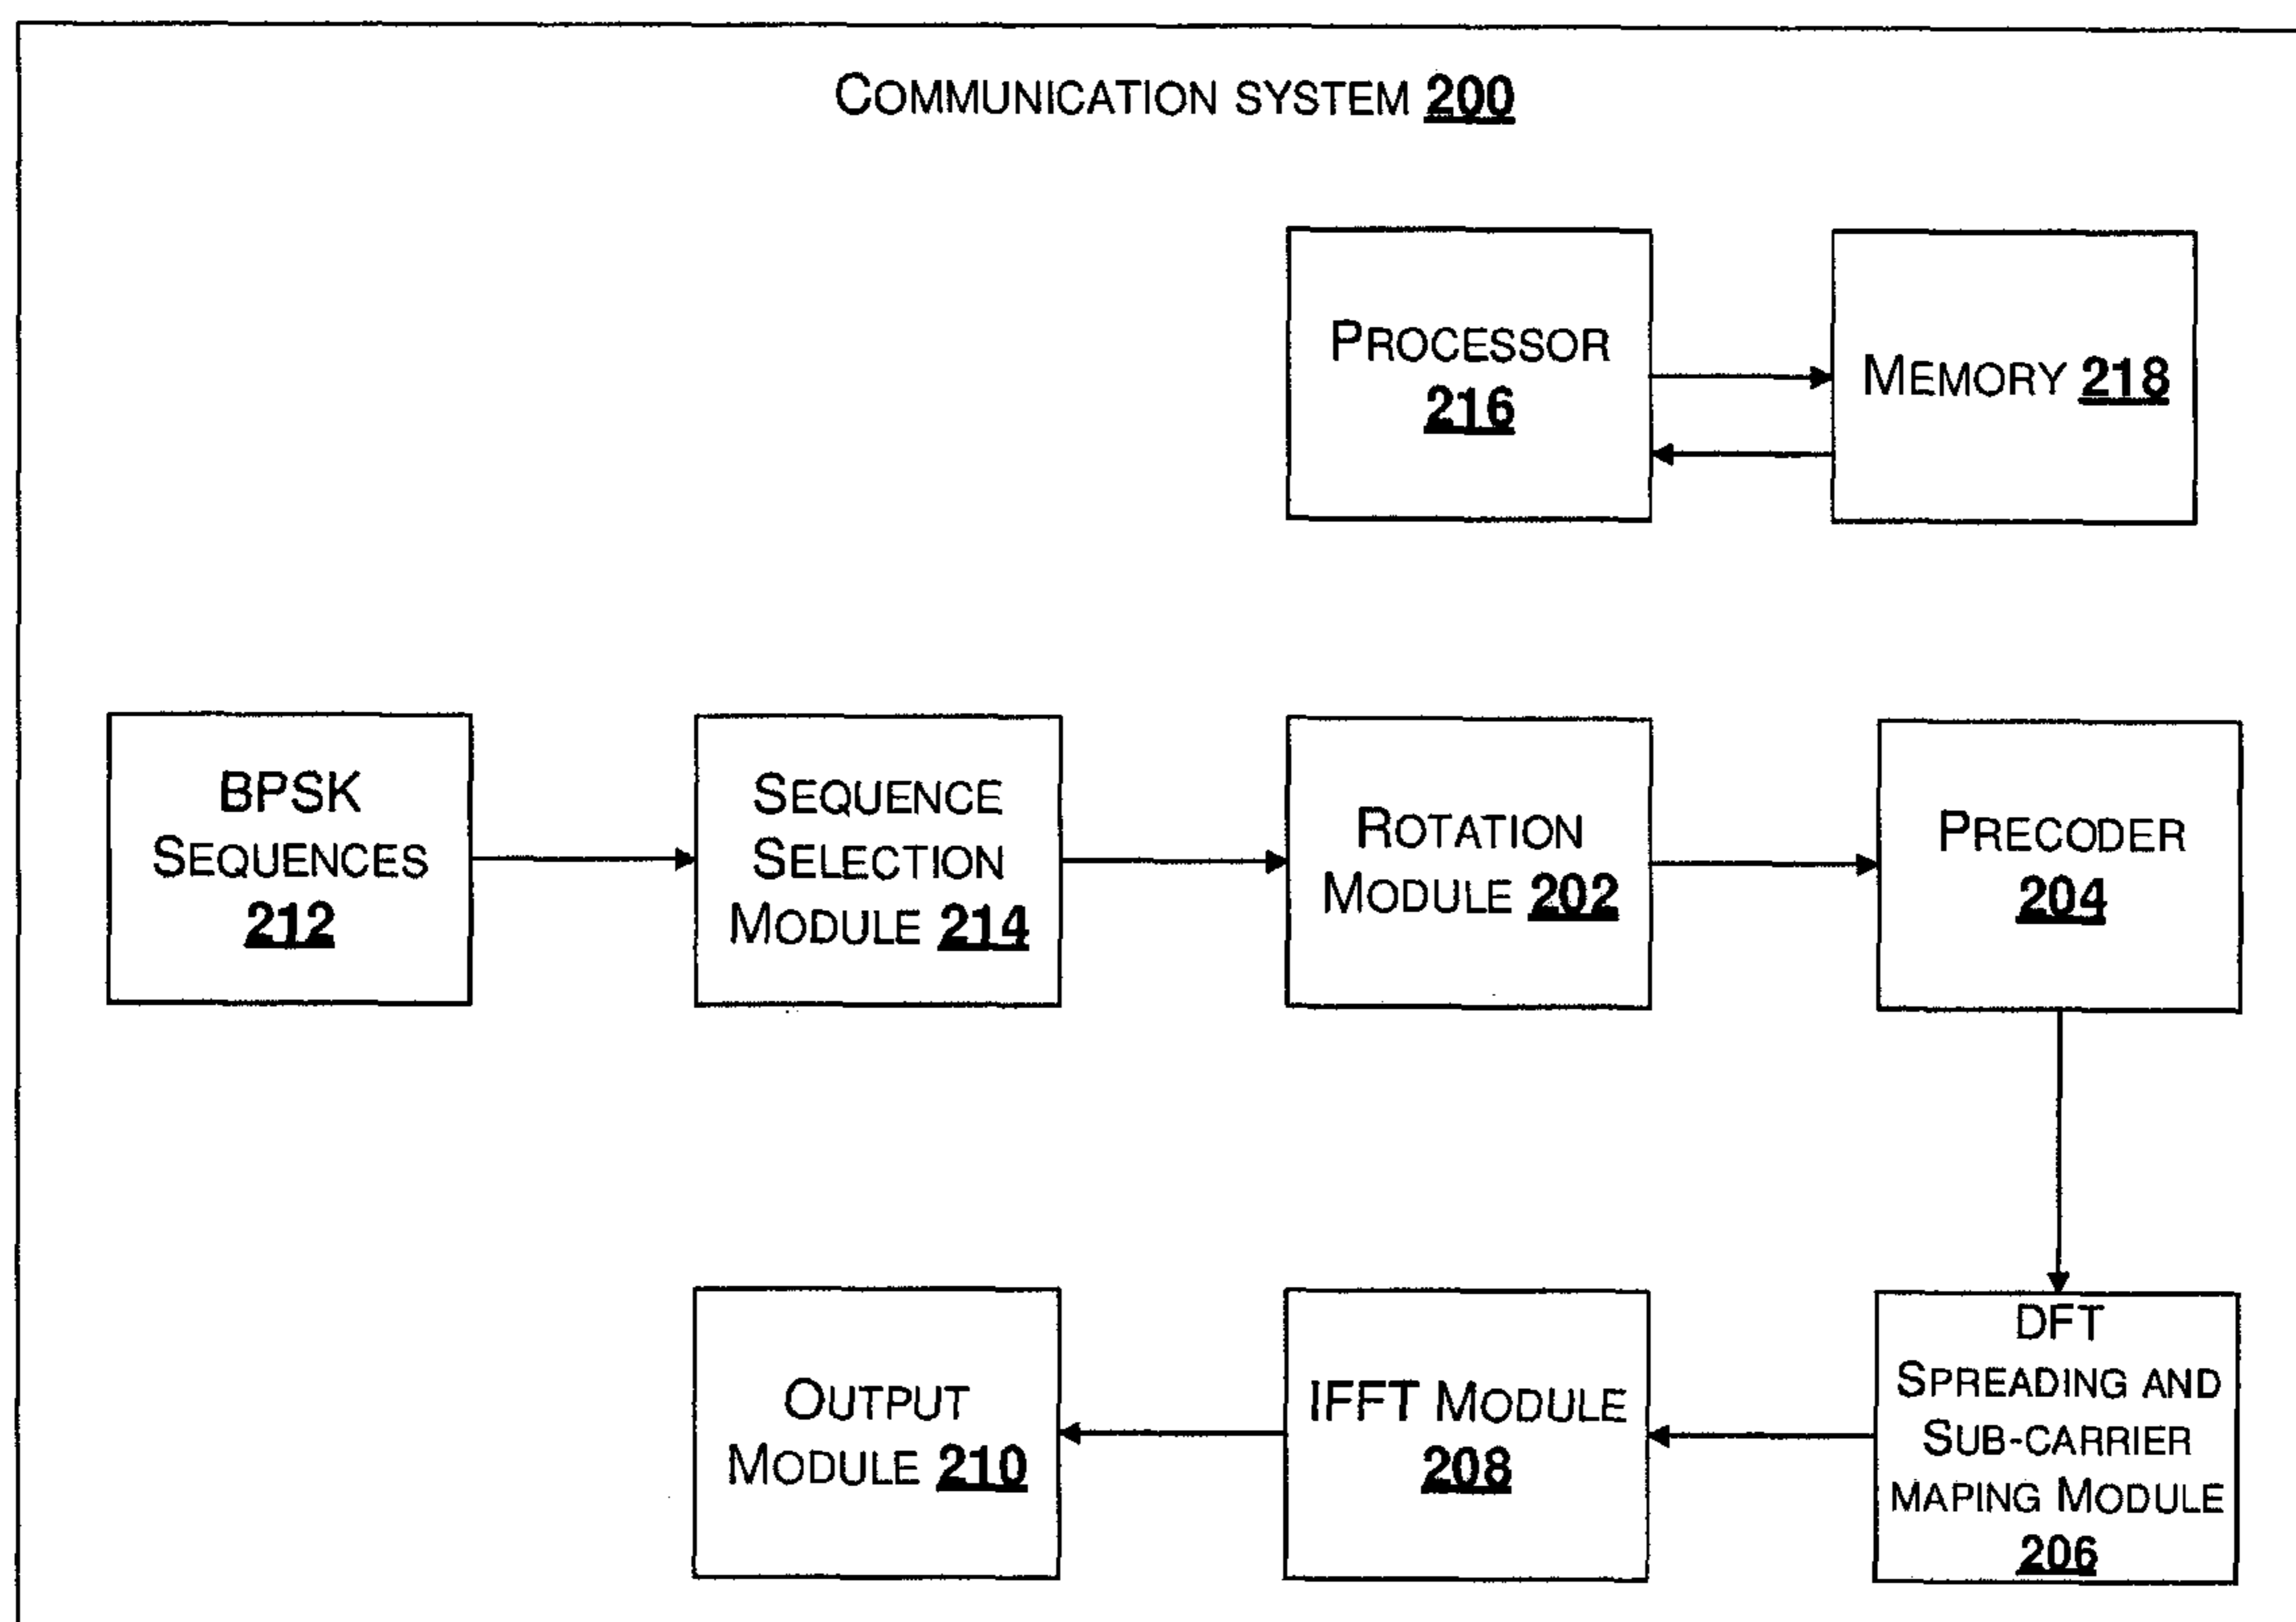 COMMUNICATION SYSTEM 200
PROCESSOR
216
MEMORY 218
BPSK
SEQUENCES
212
SEQUENCE
SELECTION
MODULE 214
ROTATION
MODULE 202
PRECODER
204
OUTPUT
MODULE 210
IFFT MODULE
208
DFT
SPREADING AND
SUB-CARRIER
MAPING MODULE
206